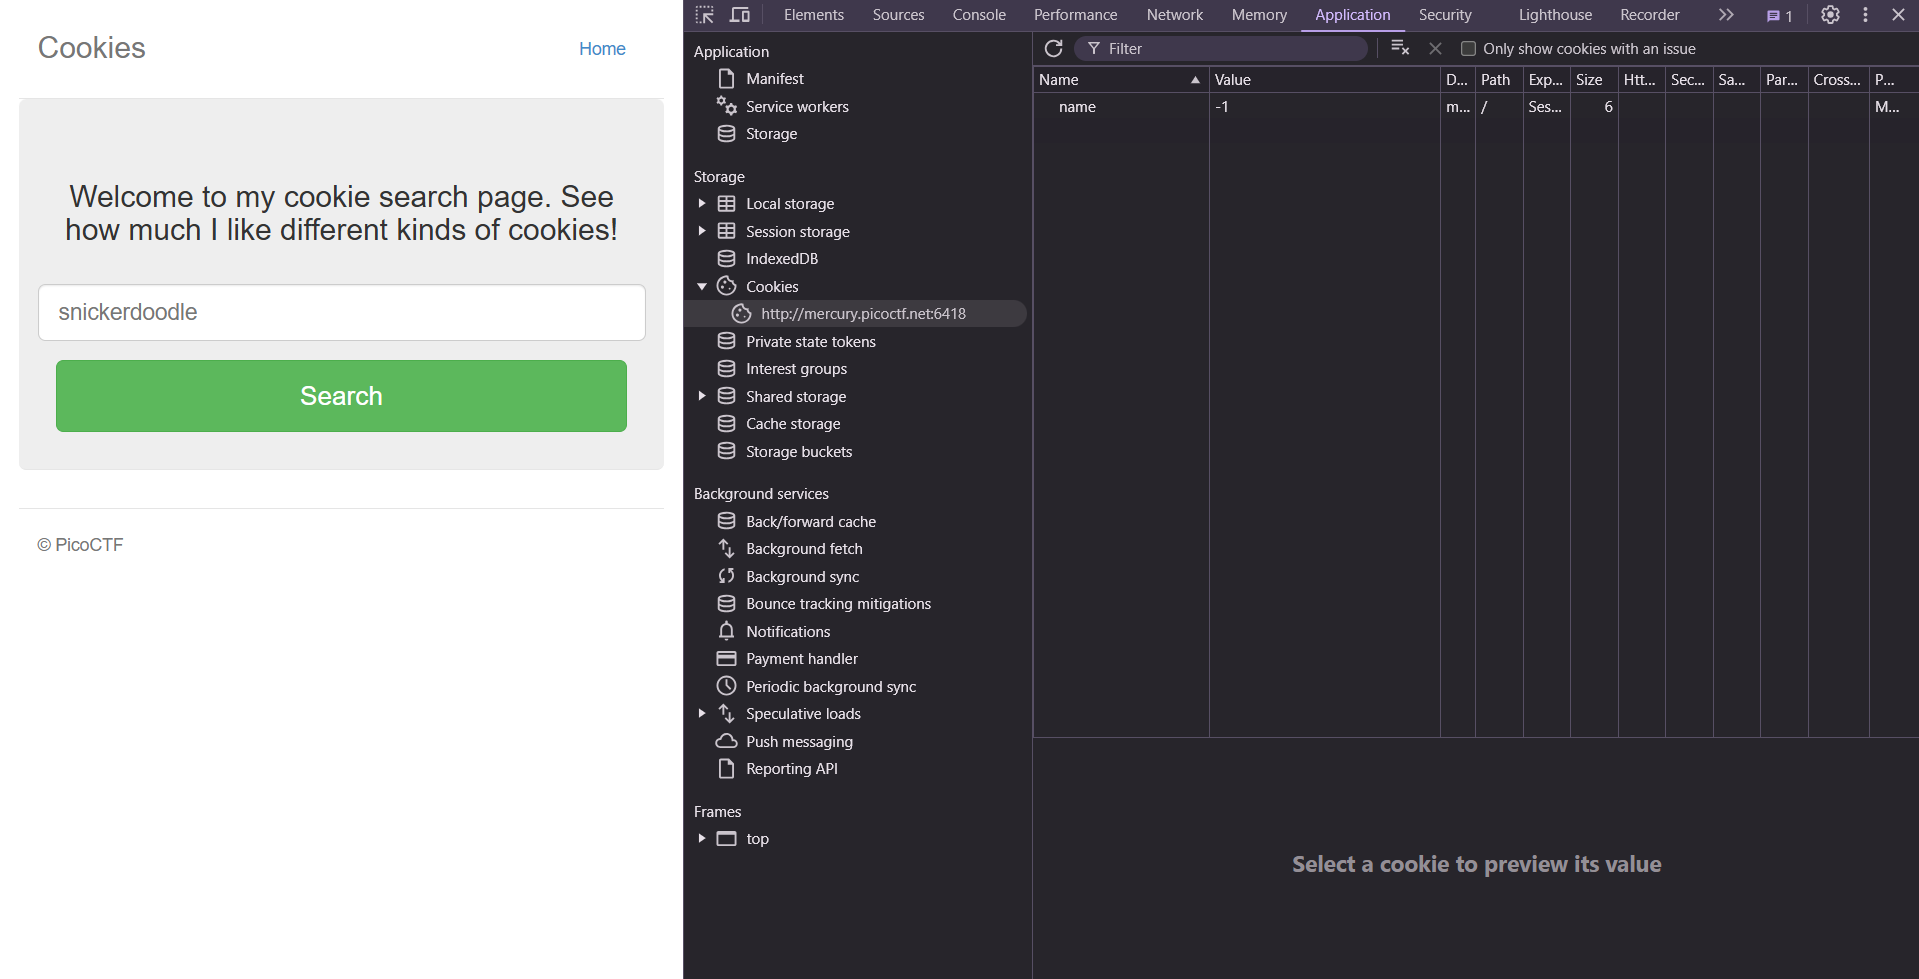 Cookies
Home
Welcome to my cookie search page. See
how much I like different kinds of cookies!
snickerdoodle
Search
© PicoCTF
Elements Sources Console Performance Network Memory Application Security Lighthouse Recorder 1
Application
Manifest
Service workers
Storage
Storage
Local storage
Session storage
IndexedDB
Cookies
http://mercury.picoctf.net:6418
Private state tokens
Interest groups
Shared storage
Cache storage
Storage buckets
Background services
Back/forward cache
Background fetch
Background sync
Bounce tracking mitigations
Notifications
Payment handler
Periodic background sync
Speculative loads
Push messaging
Reporting API
Frames
top
Filter
Only show cookies with an issue
Name Value D... Path Exp... Size Htt... Sec... Sa... Par... Cross... P...
name -1 m... / Ses... 6 M...
Select a cookie to preview its value